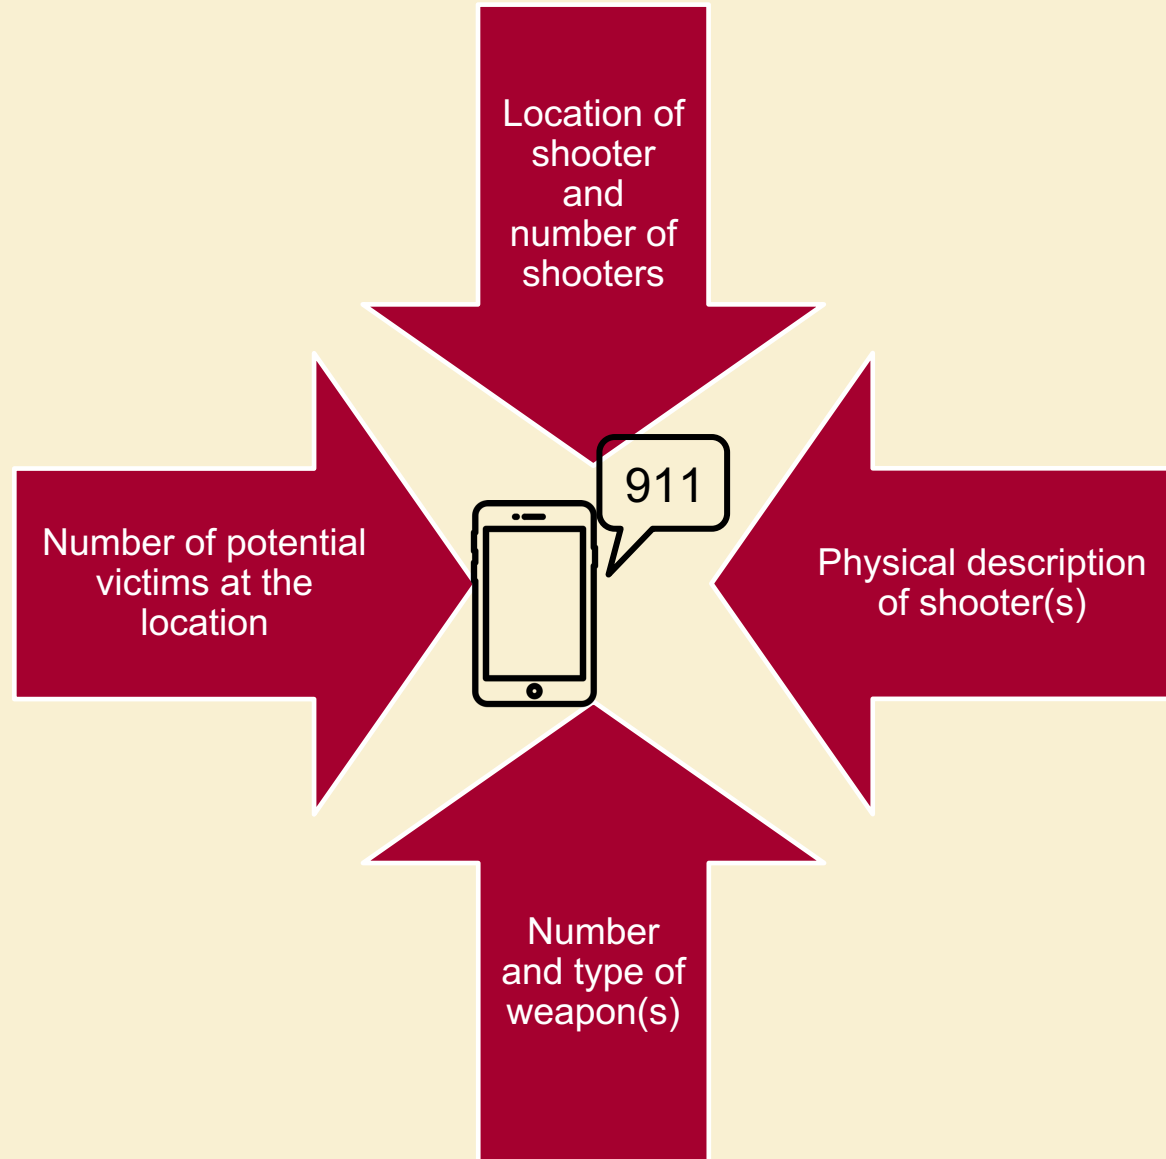 Location of
shooter
and
number of
shooters
911
Number of potential
victims at the
location
Physical description
of shooter(s)
Number
and type of
weapon(s)